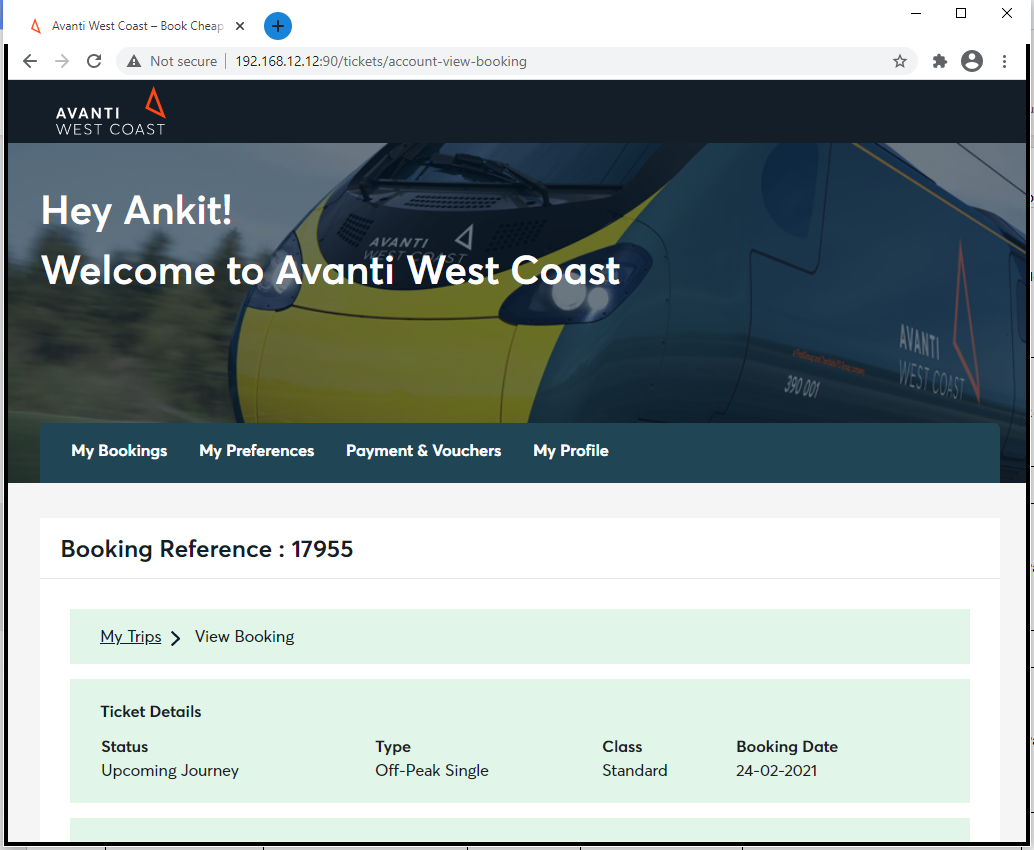 Avanti West Coast – Book Cheap
Not secure 192.168.12.12:90/tickets/account-view-booking
AVANTI
WEST COAST
Hey Ankit!
Welcome to Avanti West Coast
AVANTI
WEST COAST
AVANTI
WEST COAST
390 001
My Bookings My Preferences Payment & Vouchers My Profile
Booking Reference : 17955
My Trips View Booking
Ticket Details
Status Type Class Booking Date
Upcoming Journey Off-Peak Single Standard 24-02-2021